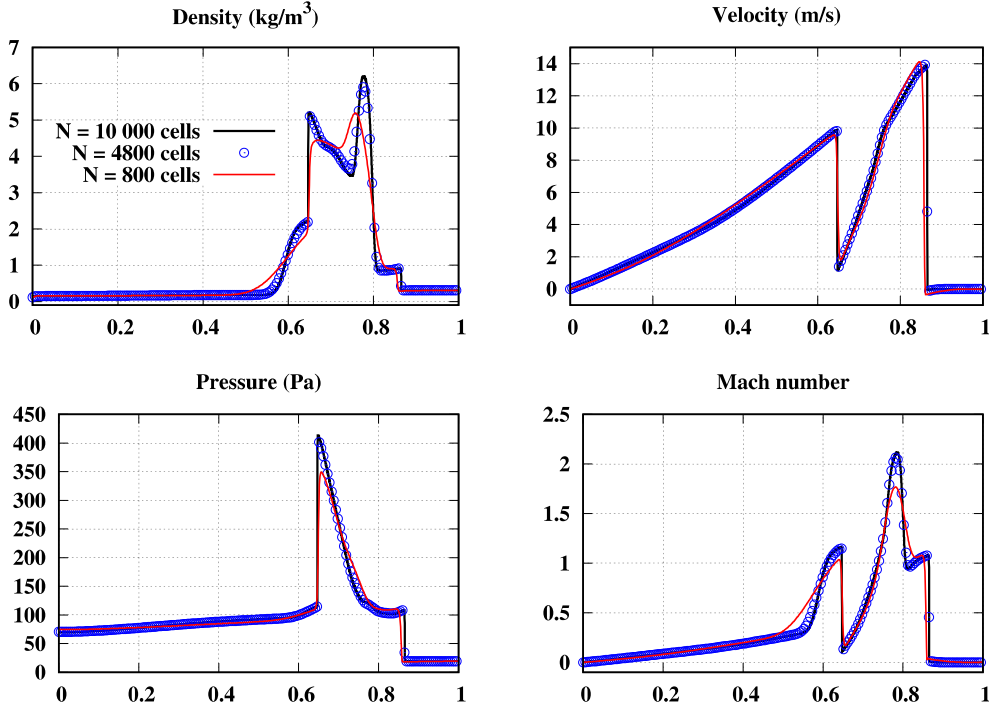 Density (kg/m³)
7
6
5
4
3
2
1
0
N = 10 000 cells
N = 4800 cells
N = 800 cells
0 0.2 0.4 0.6 0.8 1
Velocity (m/s)
14
12
10
8
6
4
2
0
0 0.2 0.4 0.6 0.8 1
Pressure (Pa)
450
400
350
300
250
200
150
100
50
0
0 0.2 0.4 0.6 0.8 1
Mach number
2.5
2
1.5
1
0.5
0
0 0.2 0.4 0.6 0.8 1